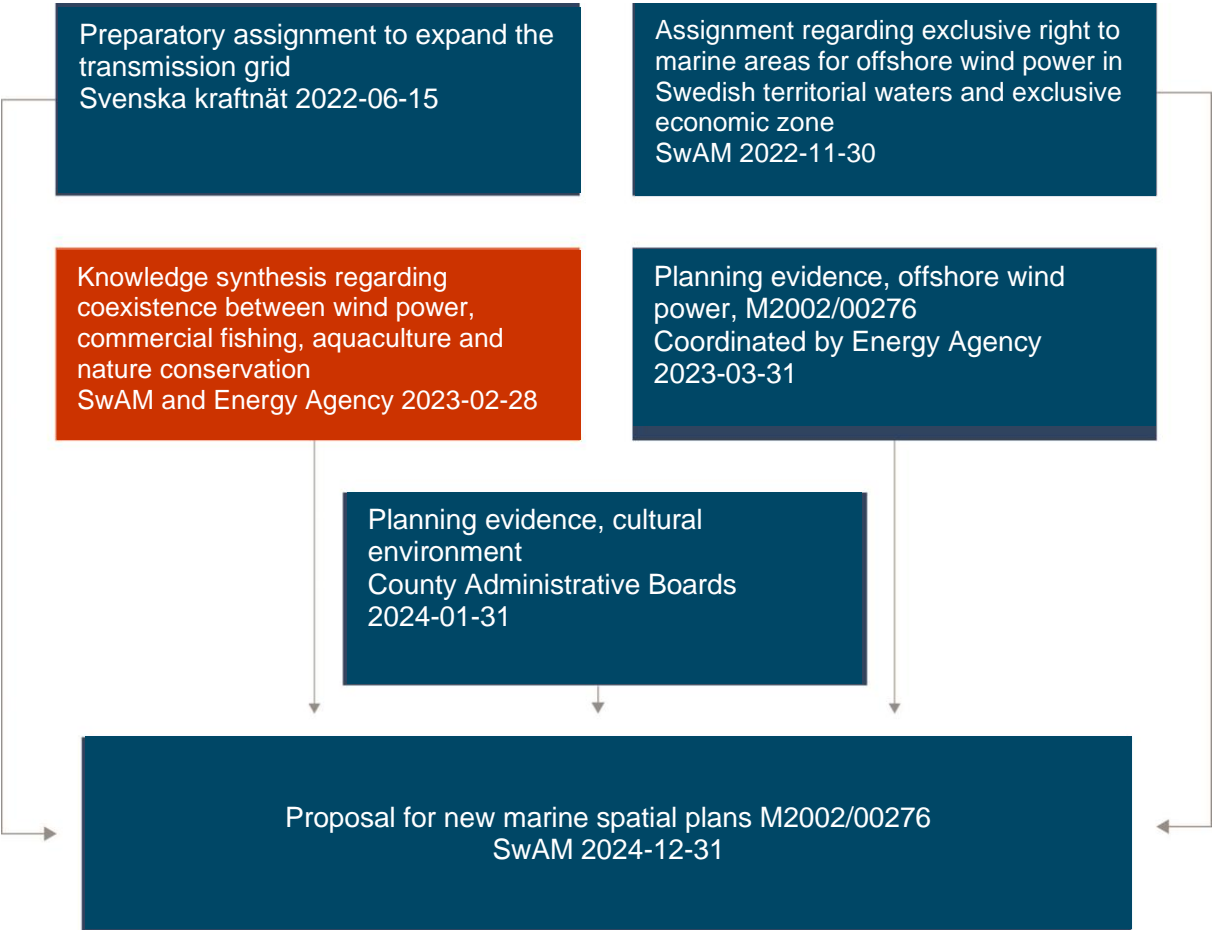 Preparatory assignment to expand the
transmission grid
Svenska kraftnät 2022-06-15
Assignment regarding exclusive right to
marine areas for offshore wind power in
Swedish territorial waters and exclusive
economic zone
SwAM 2022-11-30
Knowledge synthesis regarding
coexistence between wind power,
commercial fishing, aquaculture and
nature conservation
SwAM and Energy Agency 2023-02-28
Planning evidence, offshore wind
power, M2002/00276
Coordinated by Energy Agency
2023-03-31
Planning evidence, cultural
environment
County Administrative Boards
2024-01-31
Proposal for new marine spatial plans M2002/00276
SwAM 2024-12-31